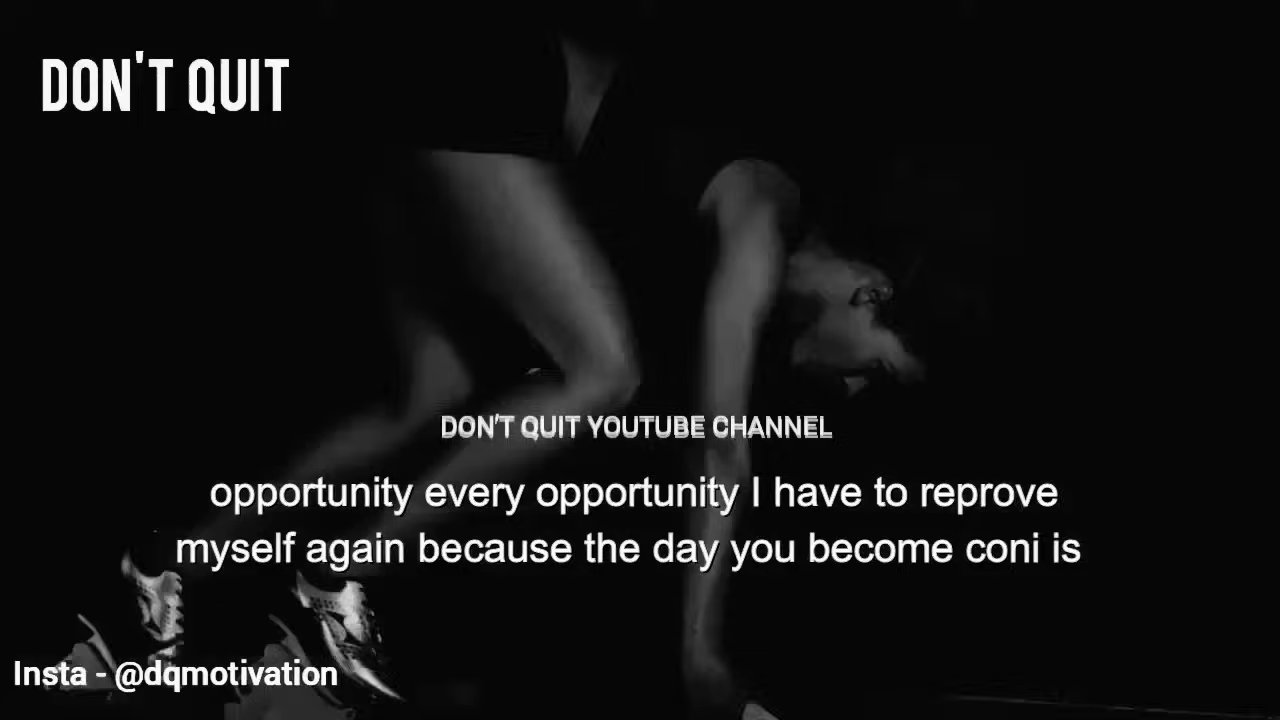 DON'T QUIT
DON'T QUIT YOUTUBE CHANNEL
opportunity every opportunity I have to reprove
myself again because the day you become coni is
Insta - @dqmotivation